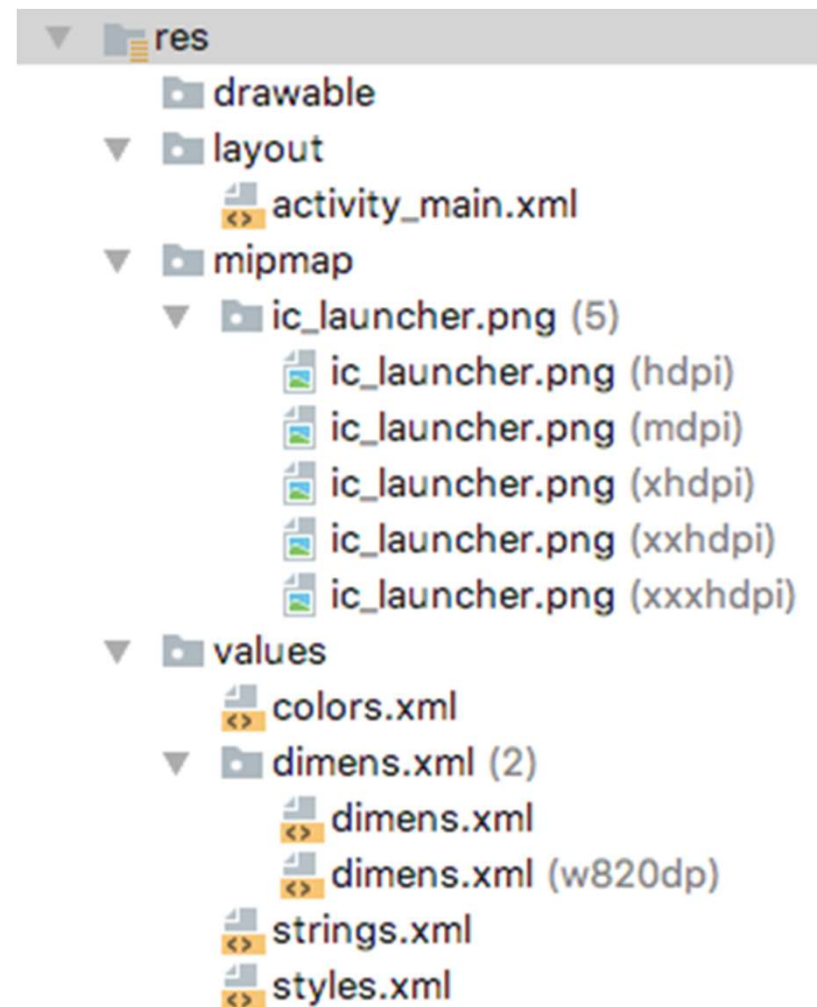 res
drawable
layout
activity_main.xml
mipmap
ic_launcher.png (5)
ic_launcher.png (hdpi)
ic_launcher.png (mdpi)
ic_launcher.png (xhdpi)
ic_launcher.png (xxhdpi)
ic_launcher.png (xxxhdpi)
values
colors.xml
dimens.xml (2)
dimens.xml
dimens.xml (w820dp)
strings.xml
styles.xml